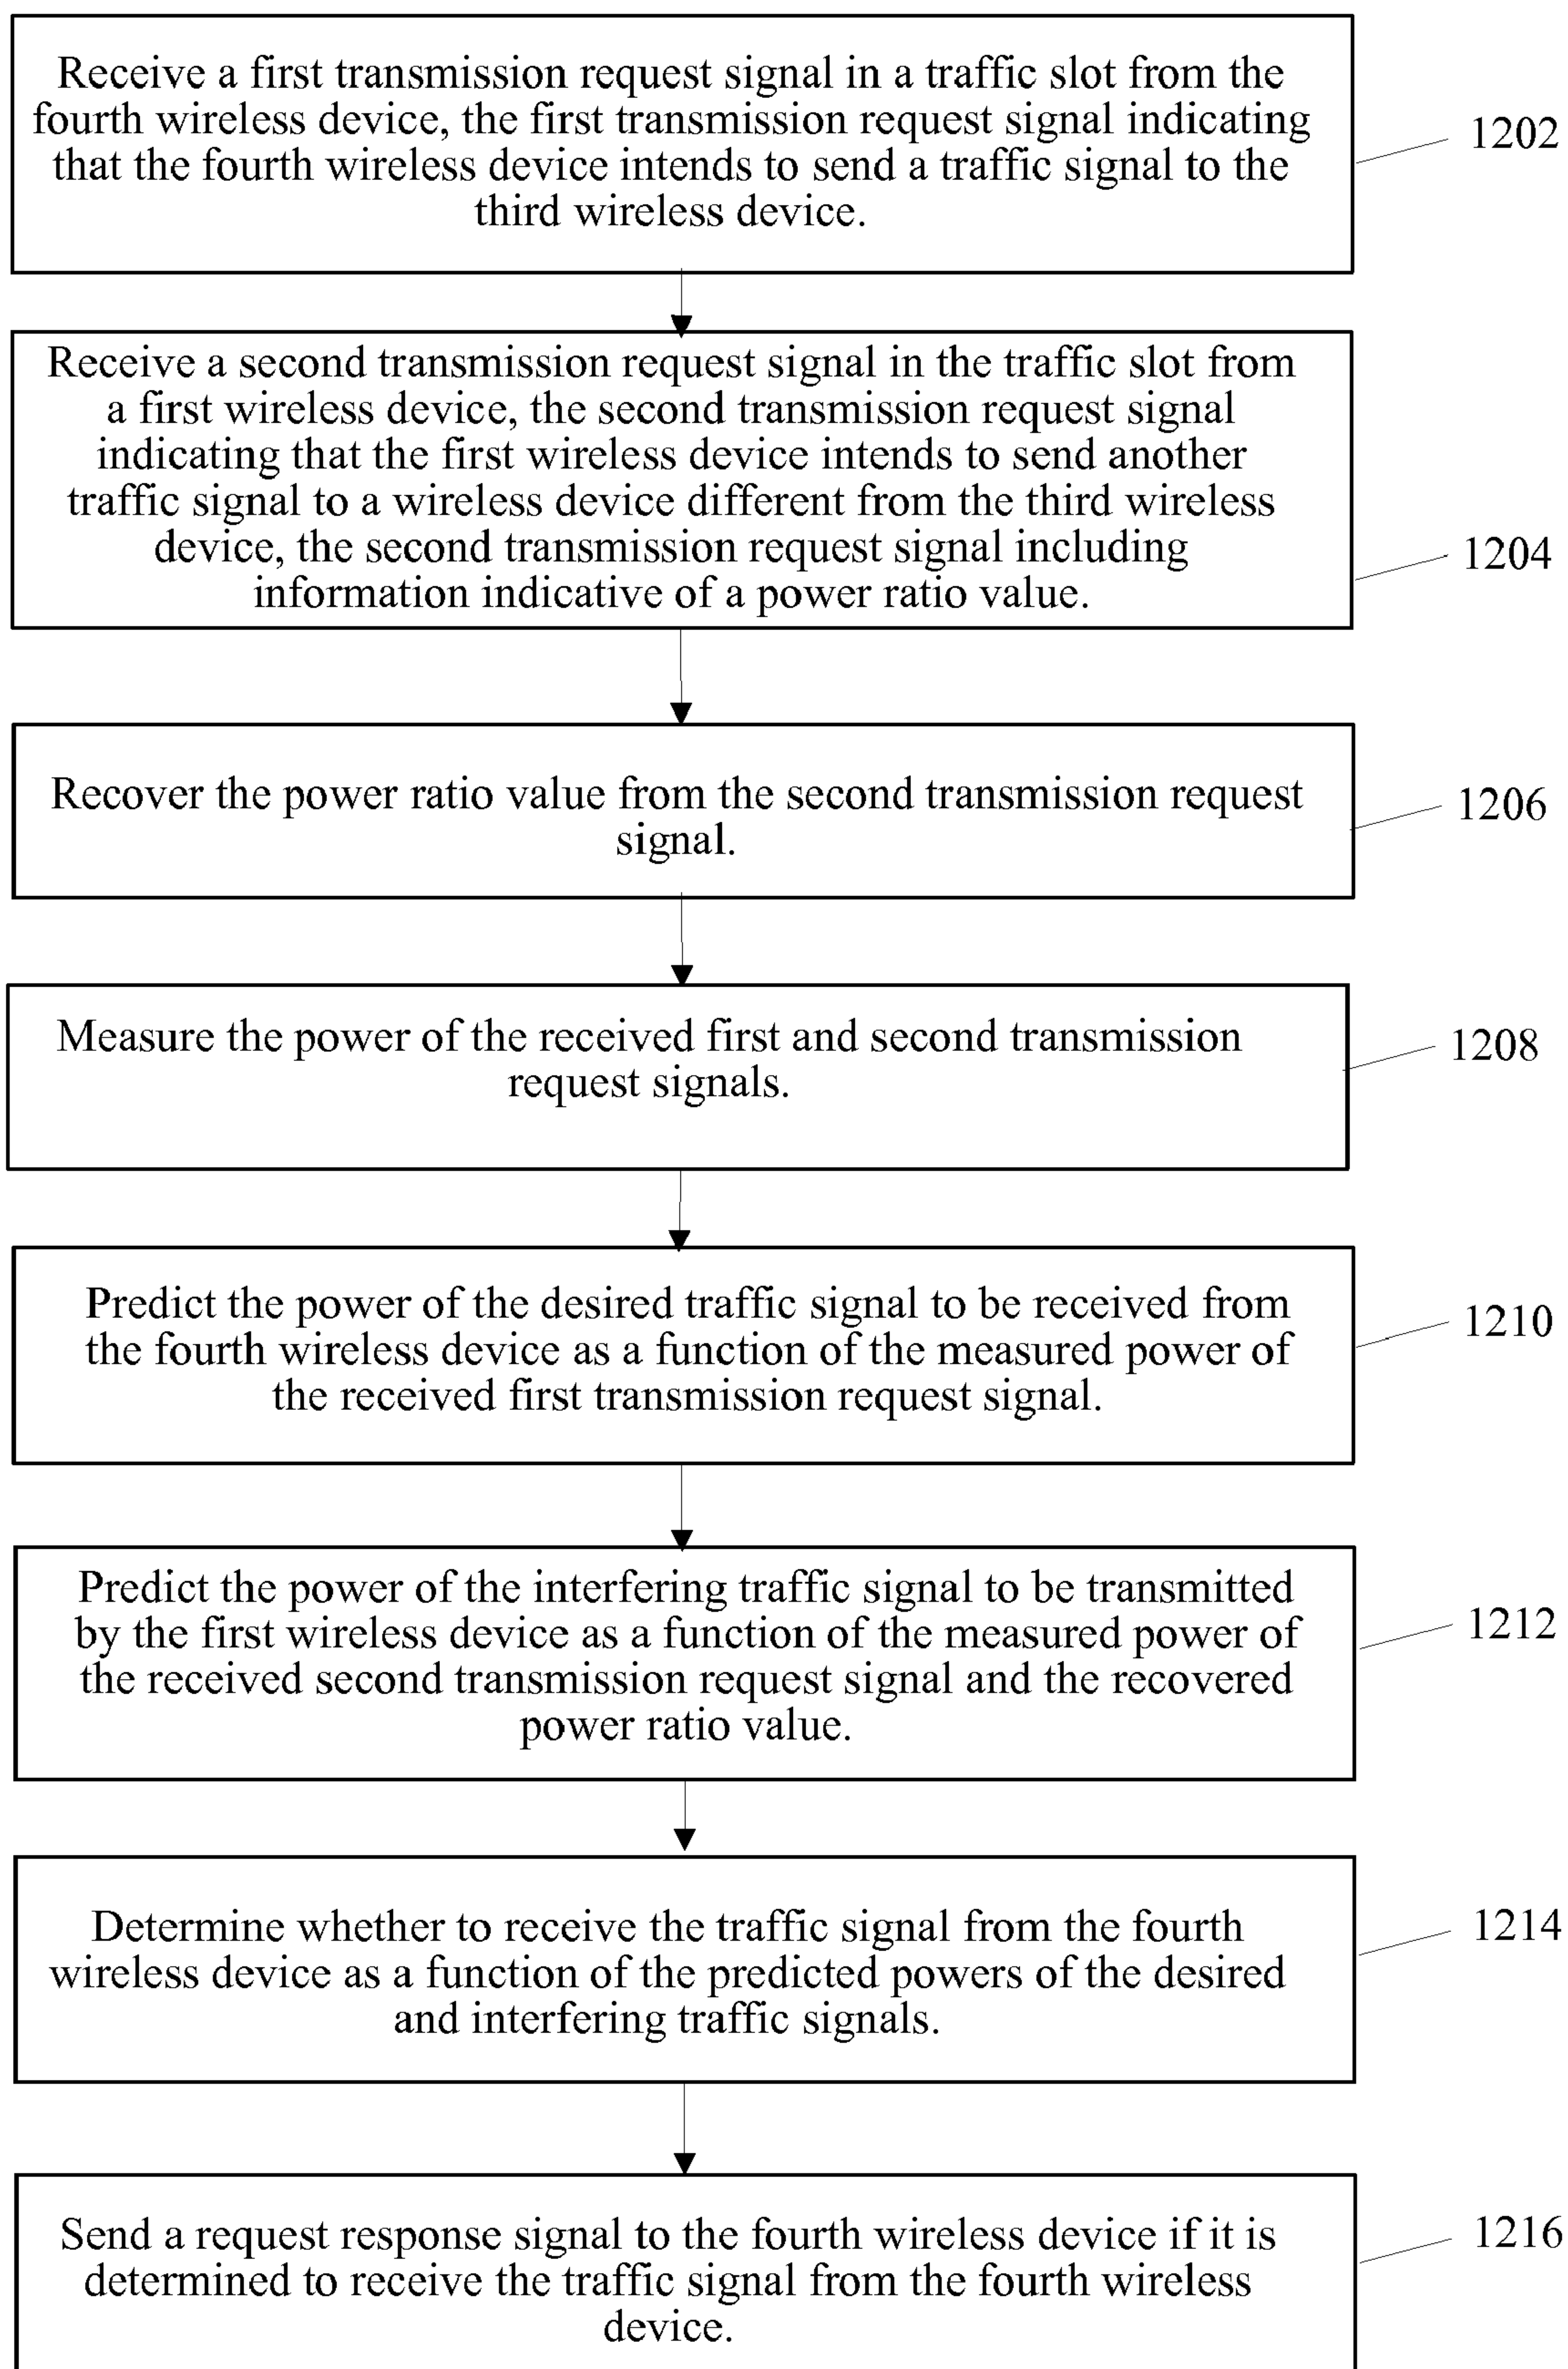 Receive a first transmission request signal in a traffic slot from the
fourth wireless device, the first transmission request signal indicating
that the fourth wireless device intends to send a traffic signal to the
third wireless device.
1202
Receive a second transmission request signal in the traffic slot from
a first wireless device, the second transmission request signal
indicating that the first wireless device intends to send another
traffic signal to a wireless device different from the third wireless
device, the second transmission request signal including
information indicative of a power ratio value.
1204
Recover the power ratio value from the second transmission request
signal.
1206
Measure the power of the received first and second transmission
request signals.
1208
Predict the power of the desired traffic signal to be received from
the fourth wireless device as a function of the measured power of
the received first transmission request signal.
1210
Predict the power of the interfering traffic signal to be transmitted
by the first wireless device as a function of the measured power of
the received second transmission request signal and the recovered
power ratio value.
1212
Determine whether to receive the traffic signal from the fourth
wireless device as a function of the predicted powers of the desired
and interfering traffic signals.
1214
Send a request response signal to the fourth wireless device if it is
determined to receive the traffic signal from the fourth wireless
device.
1216